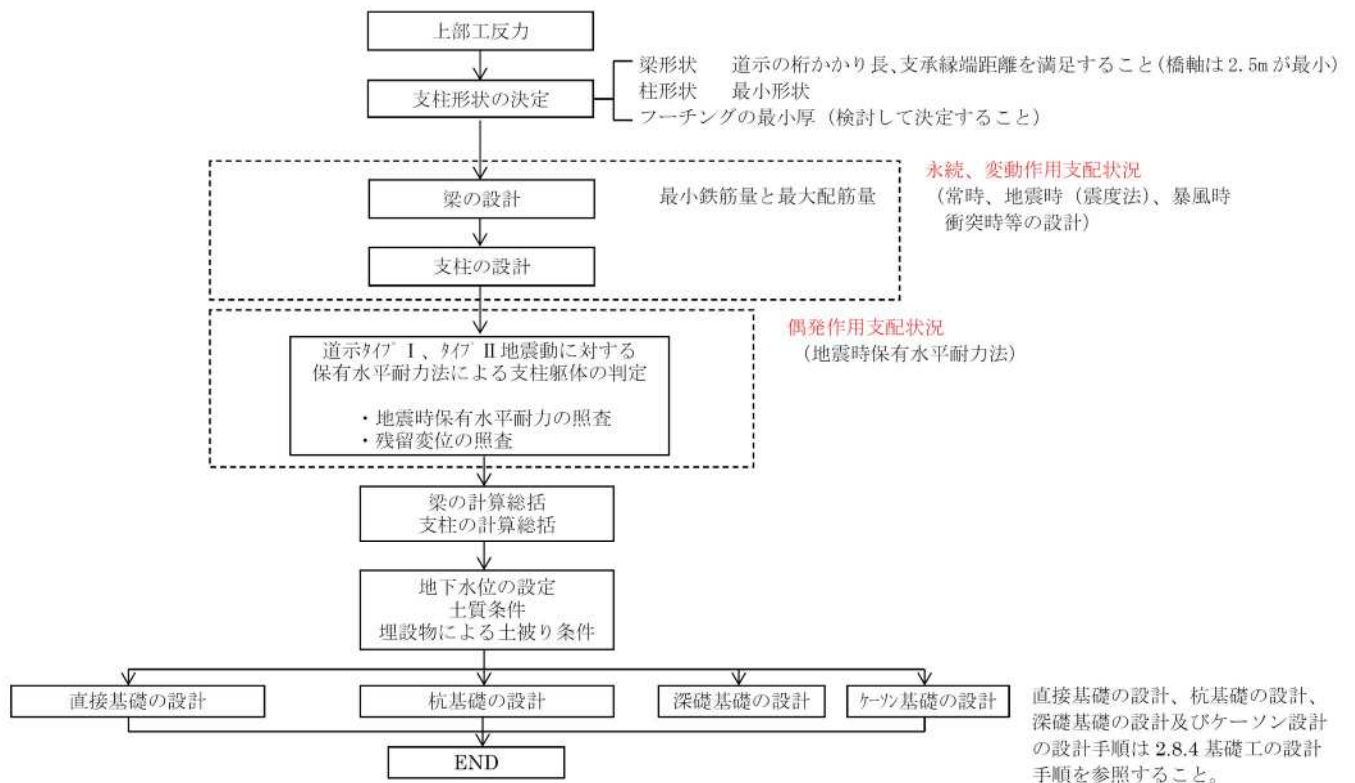 上部工反力
梁形状　道示の桁かかり長、支承縁端距離を満足すること(橋軸は2.5mが最小)
支柱形状の決定
柱形状　最小形状
フーチングの最小厚（検討して決定すること）
梁の設計
最小鉄筋量と最大配筋量
支柱の設計
永続、変動作用支配状況
（常時、地震時（震度法）、暴風時
衝突時等の設計）
道示ﾀｲﾌﾟⅠ、ﾀｲﾌﾟⅡ地震動に対する
保有水平耐力法による支柱躯体の判定
・地震時保有水平耐力の照査
・残留変位の照査
偶発作用支配状況
（地震時保有水平耐力法）
梁の計算総括
支柱の計算総括
地下水位の設定
土質条件
埋設物による土被り条件
直接基礎の設計
杭基礎の設計
深礎基礎の設計
ｹｰｿﾝ基礎の設計
直接基礎の設計、杭基礎の設計、
深礎基礎の設計及びケーソン設計
の設計手順は2.8.4 基礎工の設計
手順を参照すること。
END